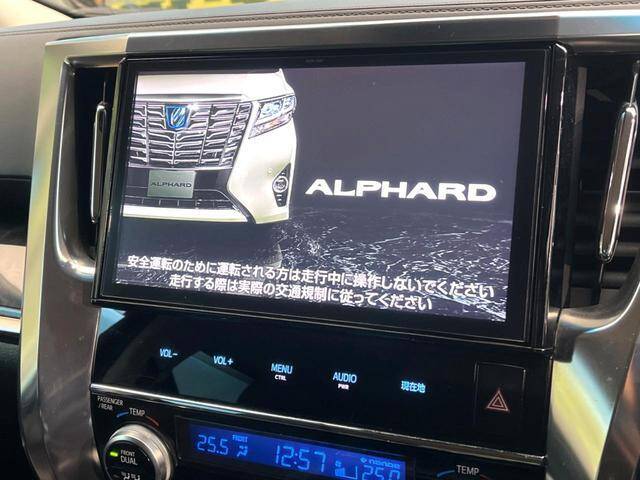 ALPHARD
ALPHARD
安全運転のために運転される方は走行中に操作しないでください
走行する際は実際の交通規制に従ってください
VOL− VOL+ MENU CTRL AUDIO PWR 現在地
PASSENGER /REAR TEMP TEMP
FRONT DUAL
25.5 FRONT 12:57 25.0